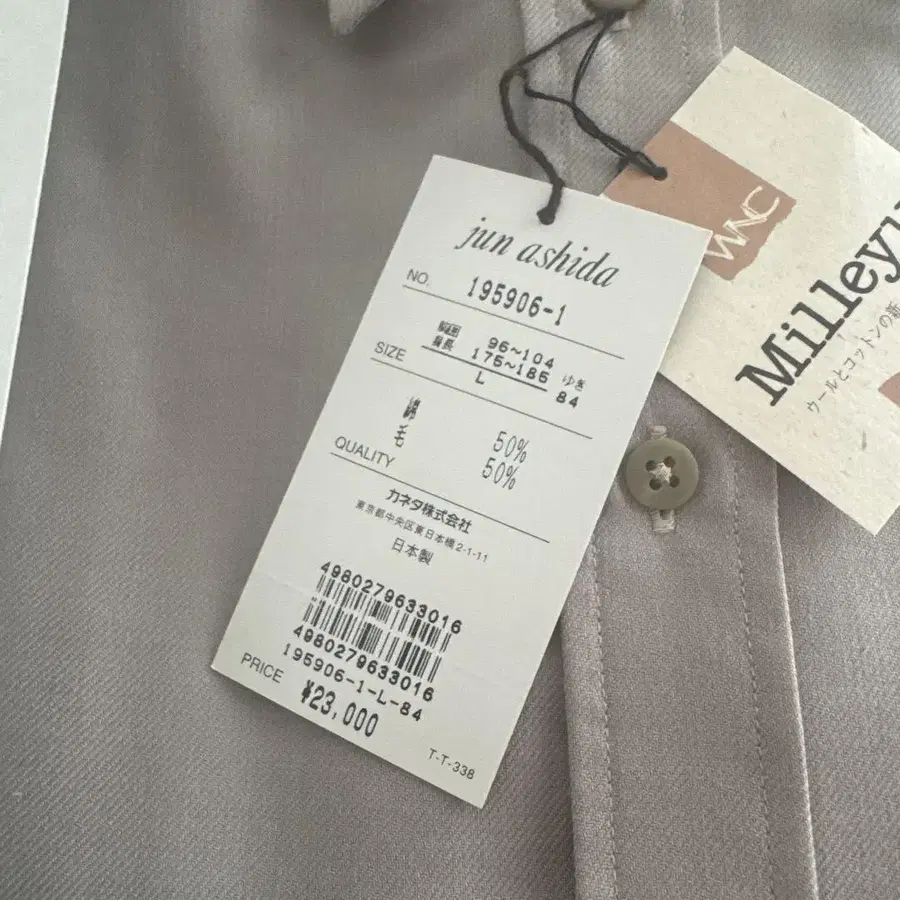 jun ashida
NO. 195906-1
胸囲 96~104
身長 175~185 ゆき
SIZE L 84
綿 50%
毛 50%
QUALITY
カネタ株式会社
東京都中央区東日本橋2-1-11
日本製
4980279633016
4980279633016
195906-1-L-84
PRICE ¥23,000
T-T-338
WNC
ウールとコットンの新